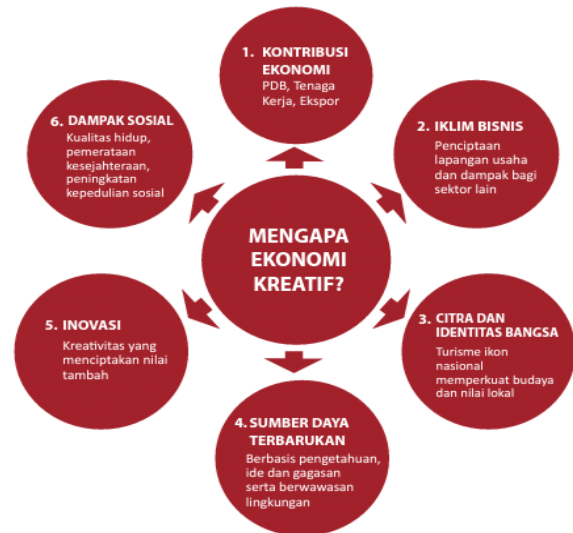 1. KONTRIBUSI
EKONOMI
PDB, Tenaga
Kerja, Ekspor
2. IKLIM BISNIS
Penciptaan
lapangan usaha
dan dampak bagi
sektor lain
3. CITRA DAN
IDENTITAS BANGSA
Turisme ikon
nasional
memperkuat budaya
dan nilai lokal
4. SUMBER DAYA
TERBARUKAN
Berbasis pengetahuan,
ide dan gagasan
serta berwawasan
lingkungan
5. INOVASI
Kreativitas yang
menciptakan nilai
tambah
6. DAMPAK SOSIAL
Kualitas hidup,
pemerataan
kesejahteraan,
peningkatan
kepedulian sosial
MENGAPA
EKONOMI
KREATIF?